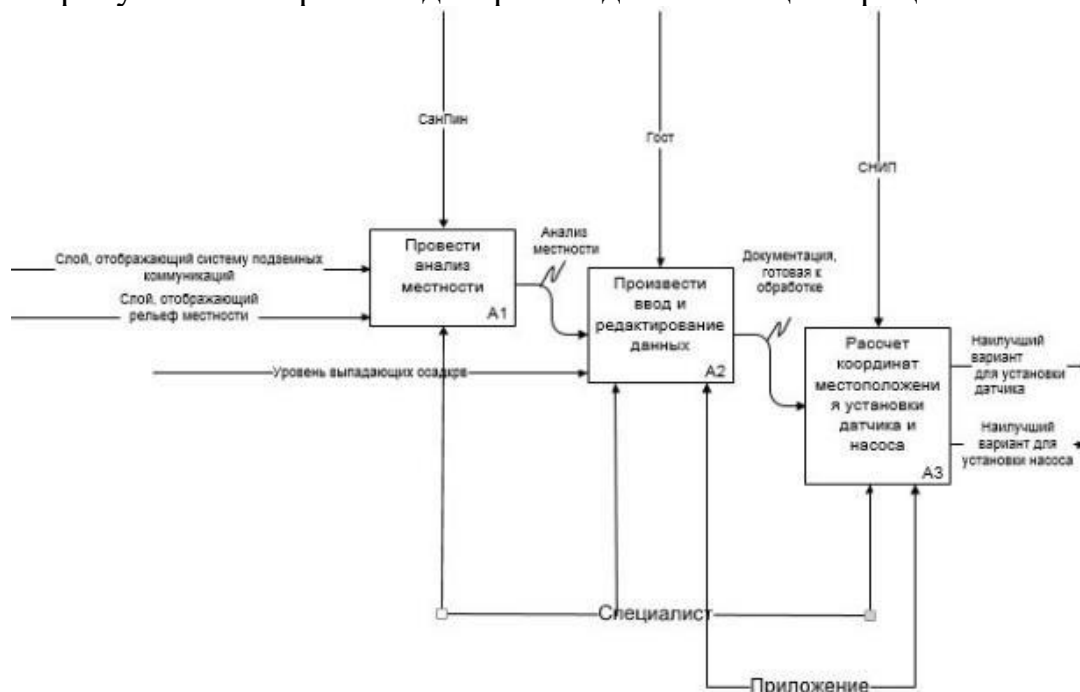 СанПин
Гост
СНИП
Слой, отображающий систему подземных
коммуникаций
Слой, отображающий
рельеф местности
Провести
анализ
местности
A1
Анализ
местности
Произвести
ввод и
редактирование
данных
A2
Документация,
готовая к
обработке
Уровень выпадающих осадкрв
Рассчет
координат
местоположени
я установки
датчика и
насоса
A3
Наилучший
вариант
для установки
датчика
Наилучший
вариант для
установки насоса
Специалист
Приложение